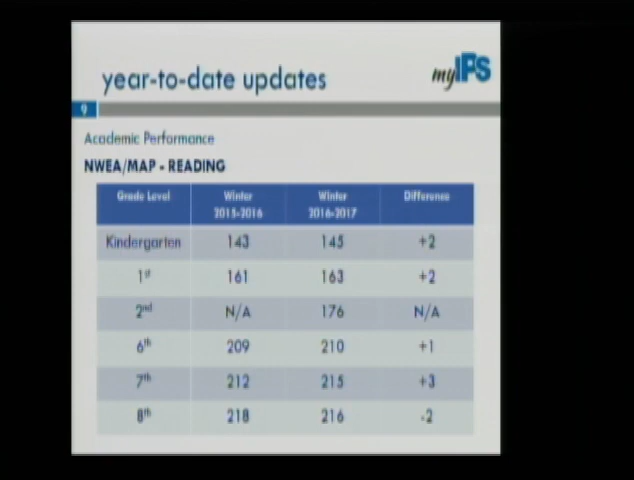 year-to-date updates
myIPS
9
Academic Performance
NWEA/MAP - READING
Grade Level Winter 2015-2016 Winter 2016-2017 Difference
Kindergarten 143 145 +2
1st 161 163 +2
2nd N/A 176 N/A
6th 209 210 +1
7th 212 215 +3
8th 218 216 -2